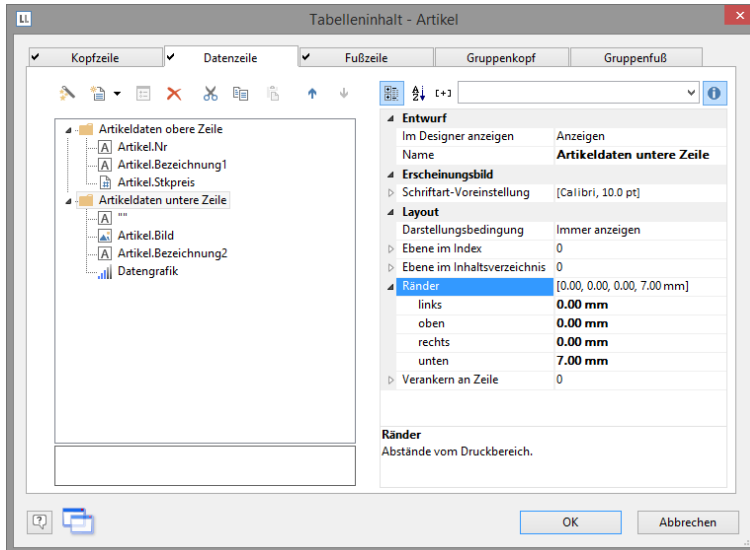 LL
Tabelleninhalt - Artikel
Kopfzeile
Datenzeile
Fußzeile
Gruppenkopf
Gruppenfuß
Artikeldaten obere Zeile
A Artikel.Nr
A Artikel.Bezeichnung1
# Artikel.Stkpreis
Artikeldaten untere Zeile
A ""
Artikel.Bild
A Artikel.Bezeichnung2
Datengrafik
Entwurf
Im Designer anzeigen Anzeigen
Name Artikeldaten untere Zeile
Erscheinungsbild
Schriftart-Voreinstellung [Calibri, 10.0 pt]
Layout
Darstellungsbedingung Immer anzeigen
Ebene im Index 0
Ebene im Inhaltsverzeichnis 0
Ränder [0.00, 0.00, 0.00, 7.00 mm]
links 0.00 mm
oben 0.00 mm
rechts 0.00 mm
unten 7.00 mm
Verankern an Zeile 0
Ränder
Abstände vom Druckbereich.
OK
Abbrechen